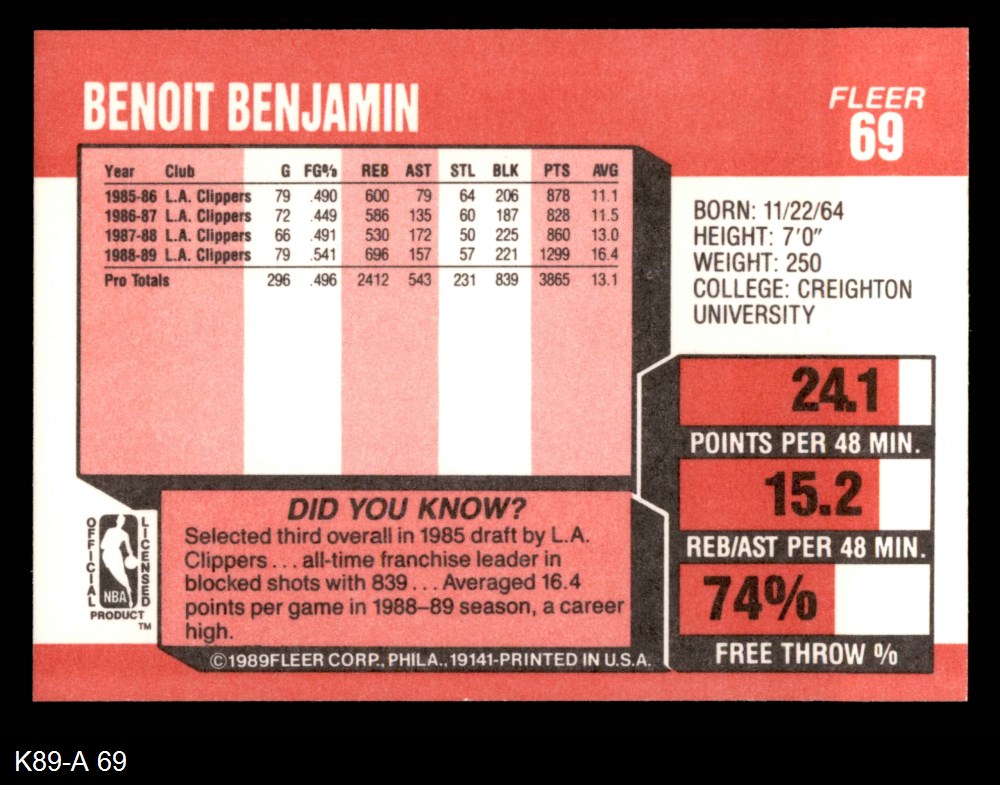 BENOIT BENJAMIN
FLEER
69
Year Club G FG% REB AST STL BLK PTS AVG
1985-86 L.A. Clippers 79 .490 600 79 64 206 878 11.1
1986-87 L.A. Clippers 72 .449 586 135 60 187 828 11.5
1987-88 L.A. Clippers 66 .491 530 172 50 225 860 13.0
1988-89 L.A. Clippers 79 .541 696 157 57 221 1299 16.4
Pro Totals 296 .496 2412 543 231 839 3865 13.1
BORN: 11/22/64
HEIGHT: 7'0"
WEIGHT: 250
COLLEGE: CREIGHTON
UNIVERSITY
24.1
POINTS PER 48 MIN.
15.2
REB/AST PER 48 MIN.
74%
FREE THROW %
DID YOU KNOW?
Selected third overall in 1985 draft by L.A.
Clippers . . . all-time franchise leader in
blocked shots with 839 . . . Averaged 16.4
points per game in 1988–89 season, a career
high.
OFFICIAL
LICENSED
NBA
PRODUCT
TM
©1989FLEER CORP., PHILA., 19141-PRINTED IN U.S.A.
K89-A 69